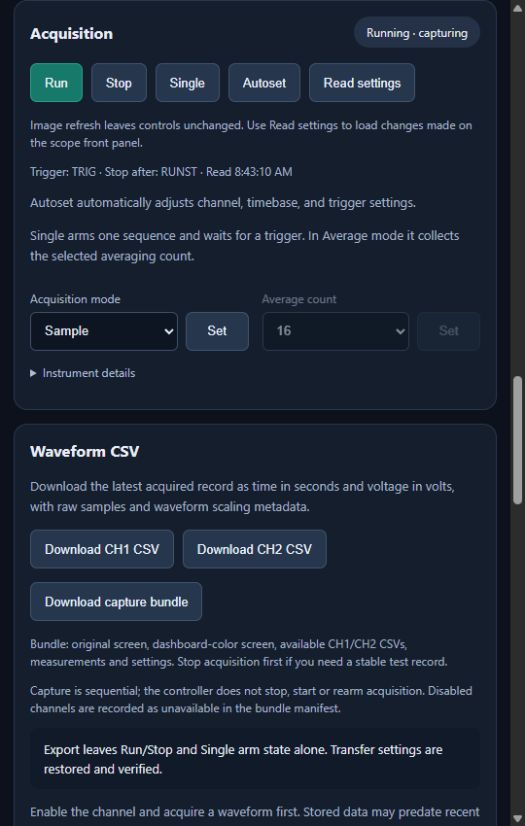 Acquisition
Running · capturing
Run
Stop
Single
Autoset
Read settings
Image refresh leaves controls unchanged. Use Read settings to load changes made on
the scope front panel.
Trigger: TRIG · Stop after: RUNST · Read 8:43:10 AM
Autoset automatically adjusts channel, timebase, and trigger settings.
Single arms one sequence and waits for a trigger. In Average mode it collects
the selected averaging count.
Acquisition mode
Average count
Sample
Set
16
Set
Instrument details
Waveform CSV
Download the latest acquired record as time in seconds and voltage in volts,
with raw samples and waveform scaling metadata.
Download CH1 CSV
Download CH2 CSV
Download capture bundle
Bundle: original screen, dashboard-color screen, available CH1/CH2 CSVs,
measurements and settings. Stop acquisition first if you need a stable test record.
Capture is sequential; the controller does not stop, start or rearm acquisition. Disabled
channels are recorded as unavailable in the bundle manifest.
Export leaves Run/Stop and Single arm state alone. Transfer settings are
restored and verified.
Enable the channel and acquire a waveform first. Stored data may predate recent